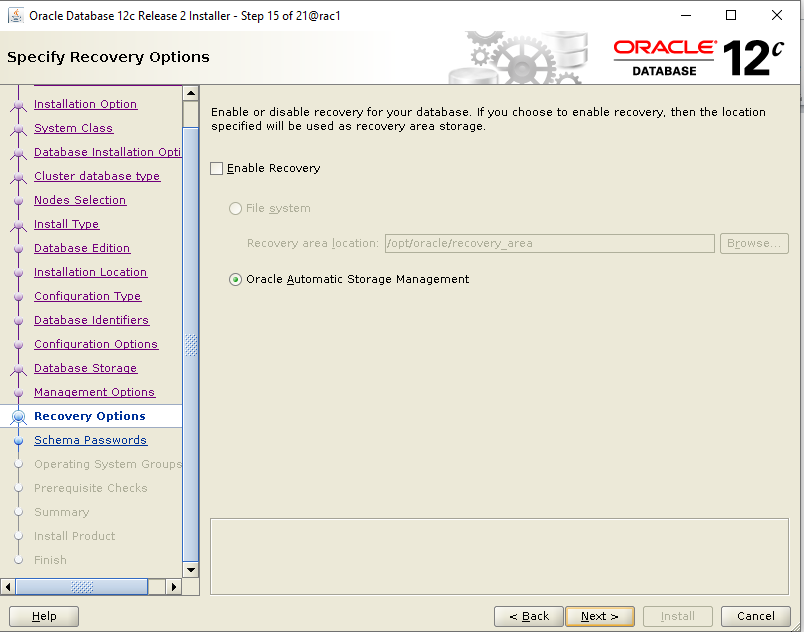 Oracle Database 12c Release 2 Installer - Step 15 of 21@rac1
Specify Recovery Options
ORACLE
DATABASE
12c
Installation Option
System Class
Database Installation Opti
Cluster database type
Nodes Selection
Install Type
Database Edition
Installation Location
Configuration Type
Database Identifiers
Configuration Options
Database Storage
Management Options
Recovery Options
Schema Passwords
Operating System Groups
Prerequisite Checks
Summary
Install Product
Finish
Enable or disable recovery for your database. If you choose to enable recovery, then the location
specified will be used as recovery area storage.
Enable Recovery
File system
Recovery area location: /opt/oracle/recovery_area Browse...
Oracle Automatic Storage Management
Help < Back Next > Install Cancel